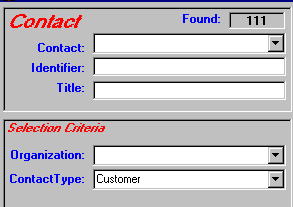 Contact Found: 111
Contact:
Identifier:
Title:
Selection Criteria
Organization:
ContactType: Customer